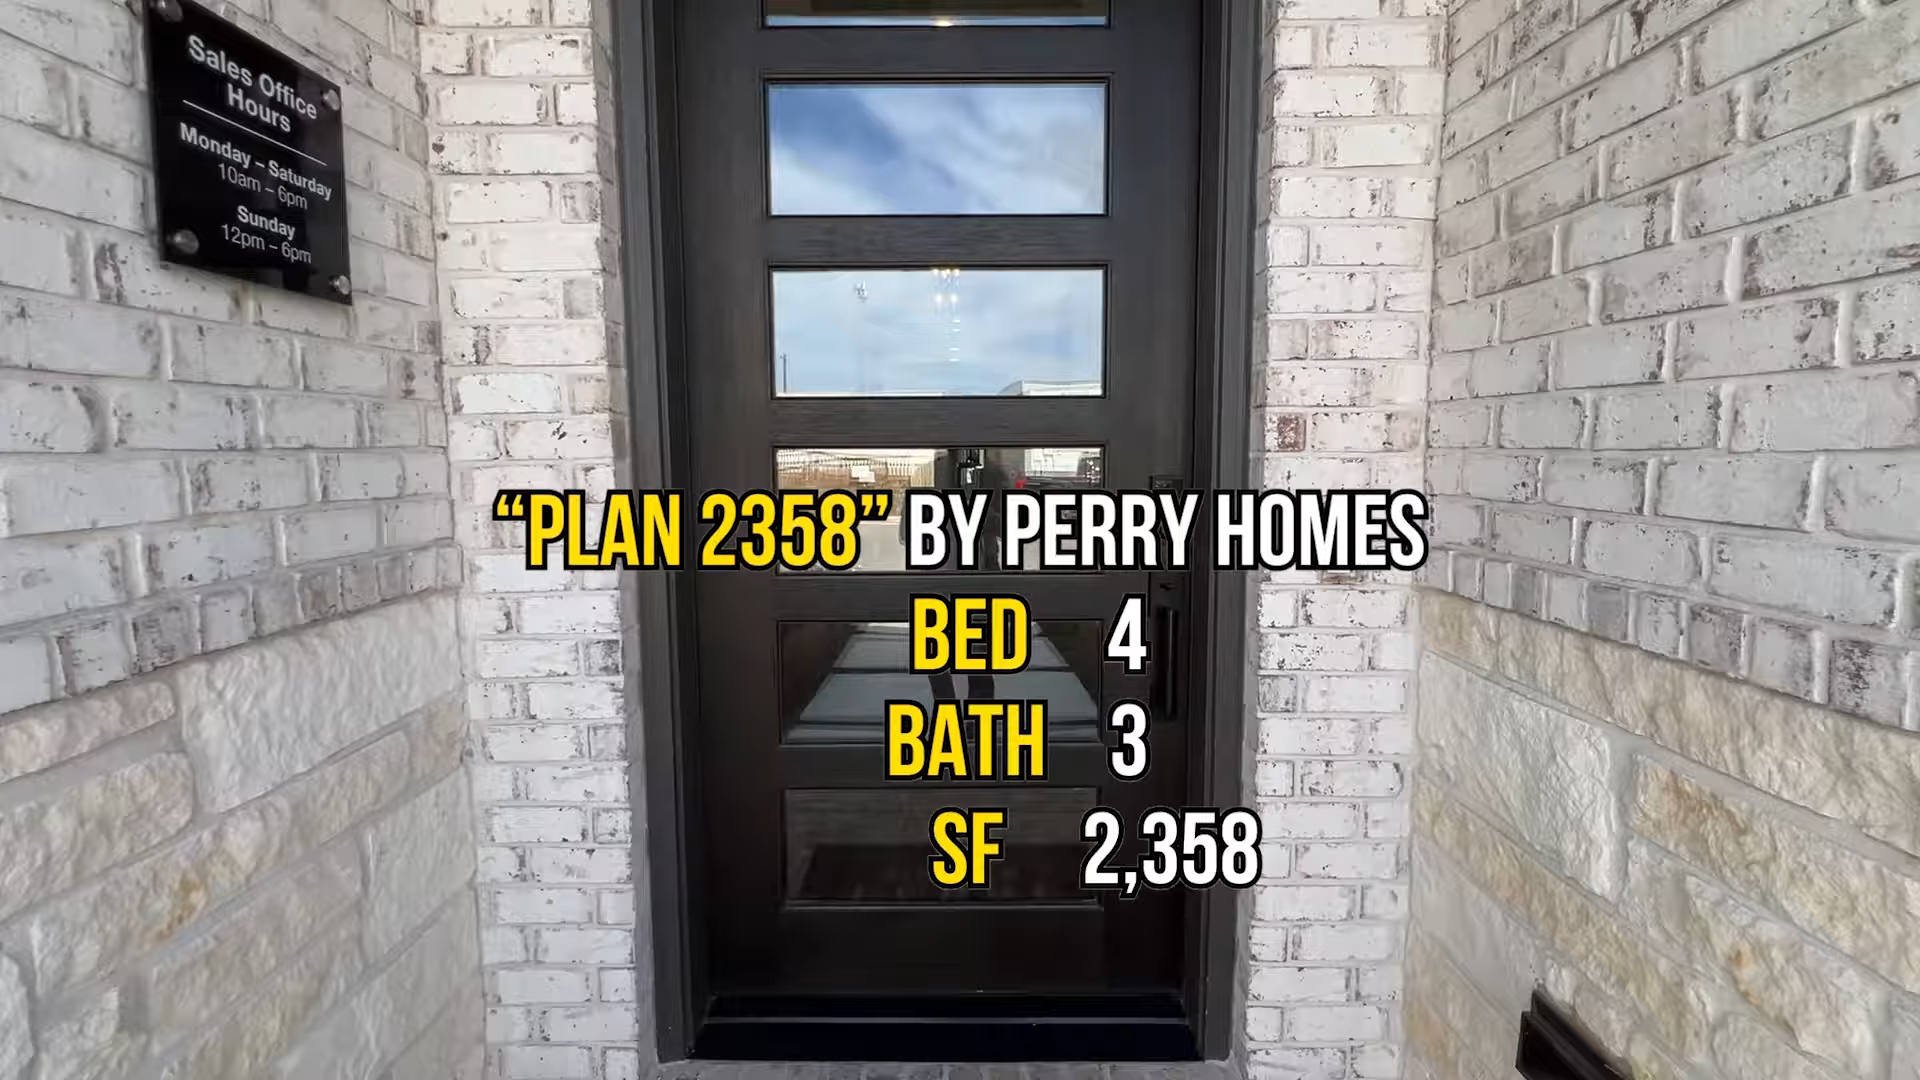 Sales Office
Hours
Monday – Saturday
10am – 6pm
Sunday
12pm – 6pm
“PLAN 2358” BY PERRY HOMES
BED 4
BATH 3
SF 2,358